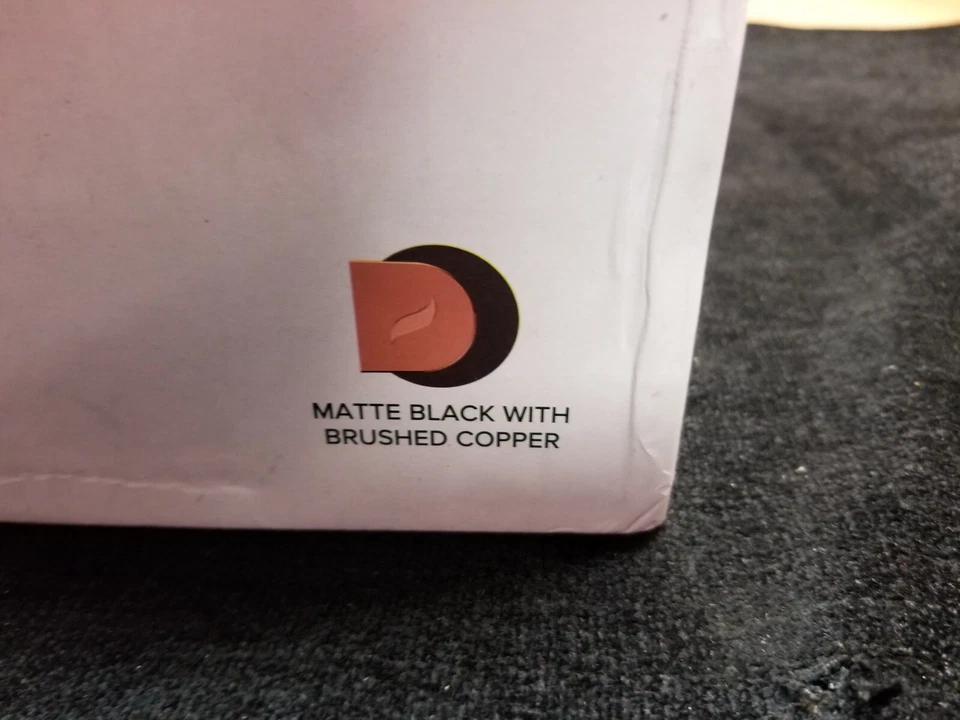 MATTE BLACK WITH
BRUSHED COPPER